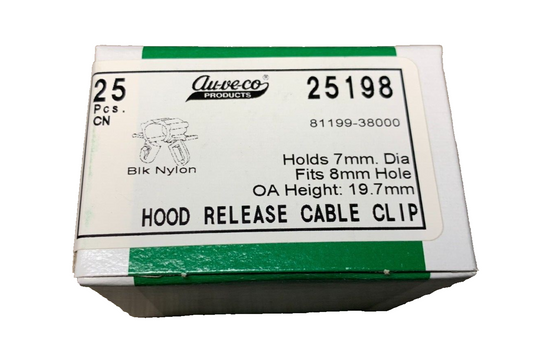 25
Pcs.
CN
au-ve-co®
PRODUCTS
25198
81199-38000
Blk Nylon
Holds 7mm. Dia
Fits 8mm Hole
OA Height: 19.7mm
HOOD RELEASE CABLE CLIP